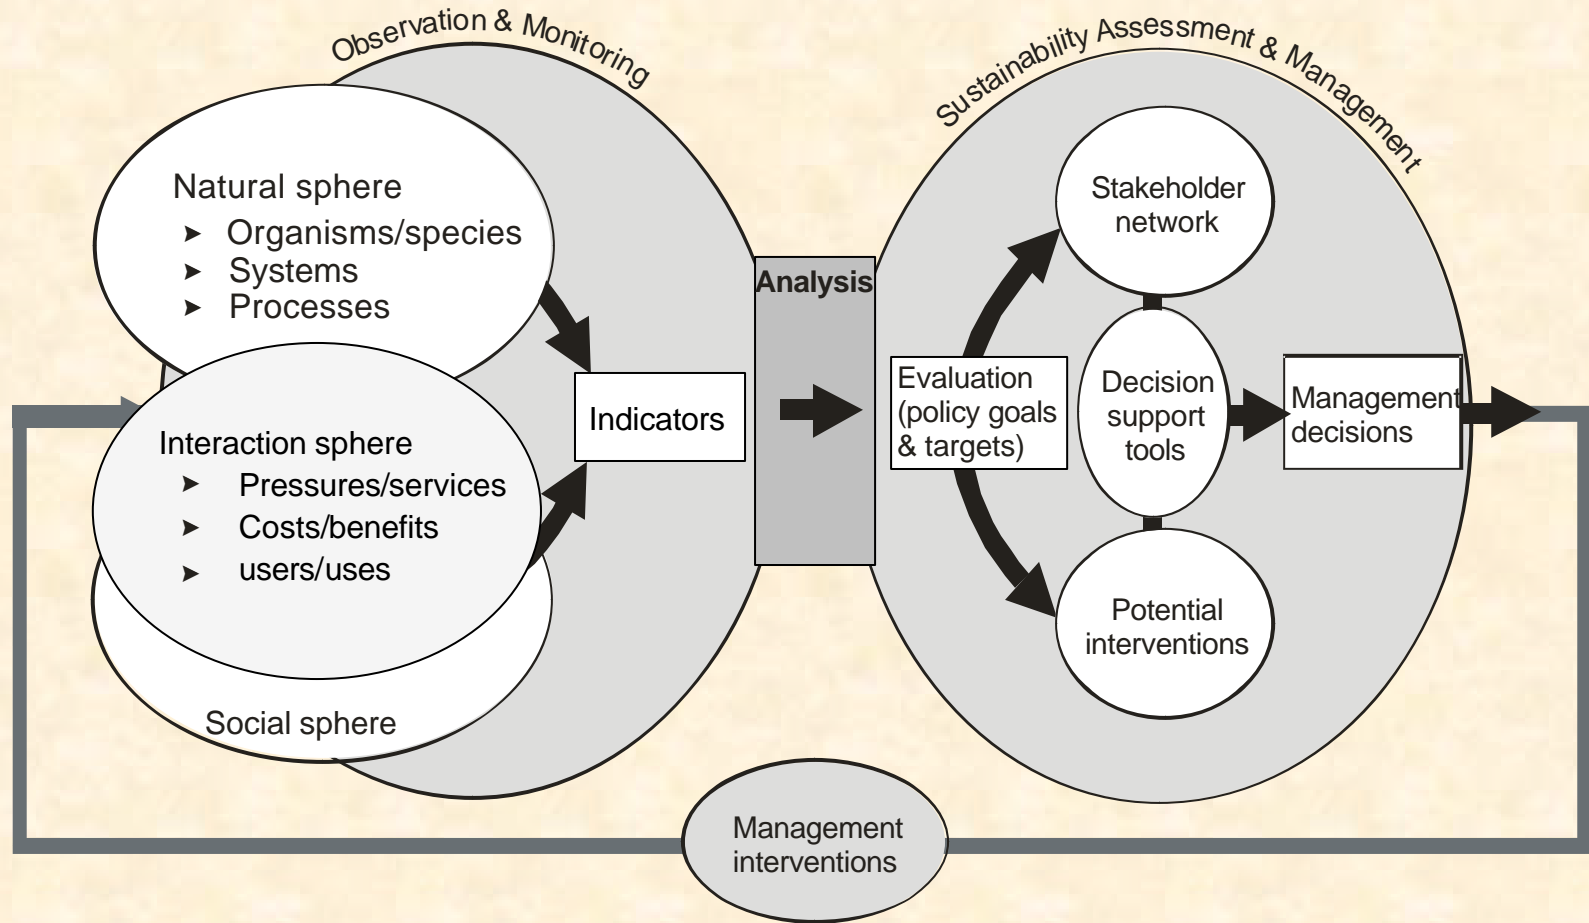 Observation & Monitoring
Sustainability Assessment & Management
Natural sphere
➤ Organisms/species
➤ Systems
➤ Processes
Interaction sphere
➤ Pressures/services
➤ Costs/benefits
➤ users/uses
Social sphere
Indicators
Analysis
Evaluation
(policy goals
& targets)
Stakeholder
network
Decision
support
tools
Potential
interventions
Management
decisions
Management
interventions